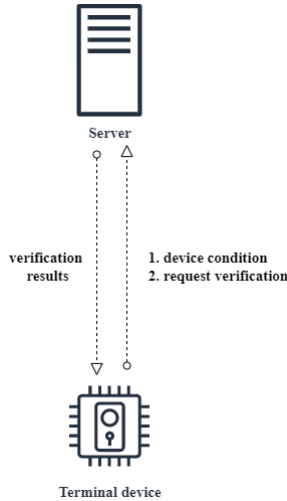 Server
verification
results
1. device condition
2. request verification
Terminal device